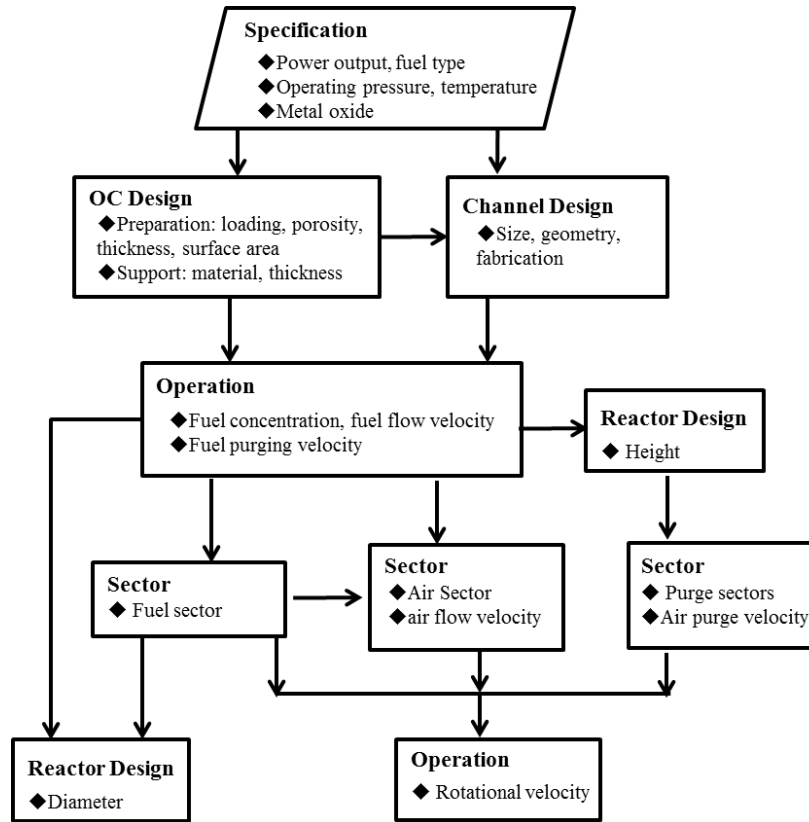 Specification
◆Power output, fuel type
◆Operating pressure, temperature
◆Metal oxide
OC Design
◆Preparation: loading, porosity,
thickness, surface area
◆Support: material, thickness
Channel Design
◆Size, geometry,
fabrication
Operation
◆Fuel concentration, fuel flow velocity
◆Fuel purging velocity
Reactor Design
◆ Height
Sector
◆ Fuel sector
Sector
◆Air Sector
◆air flow velocity
Sector
◆ Purge sectors
◆Air purge velocity
Reactor Design
◆Diameter
Operation
◆ Rotational velocity